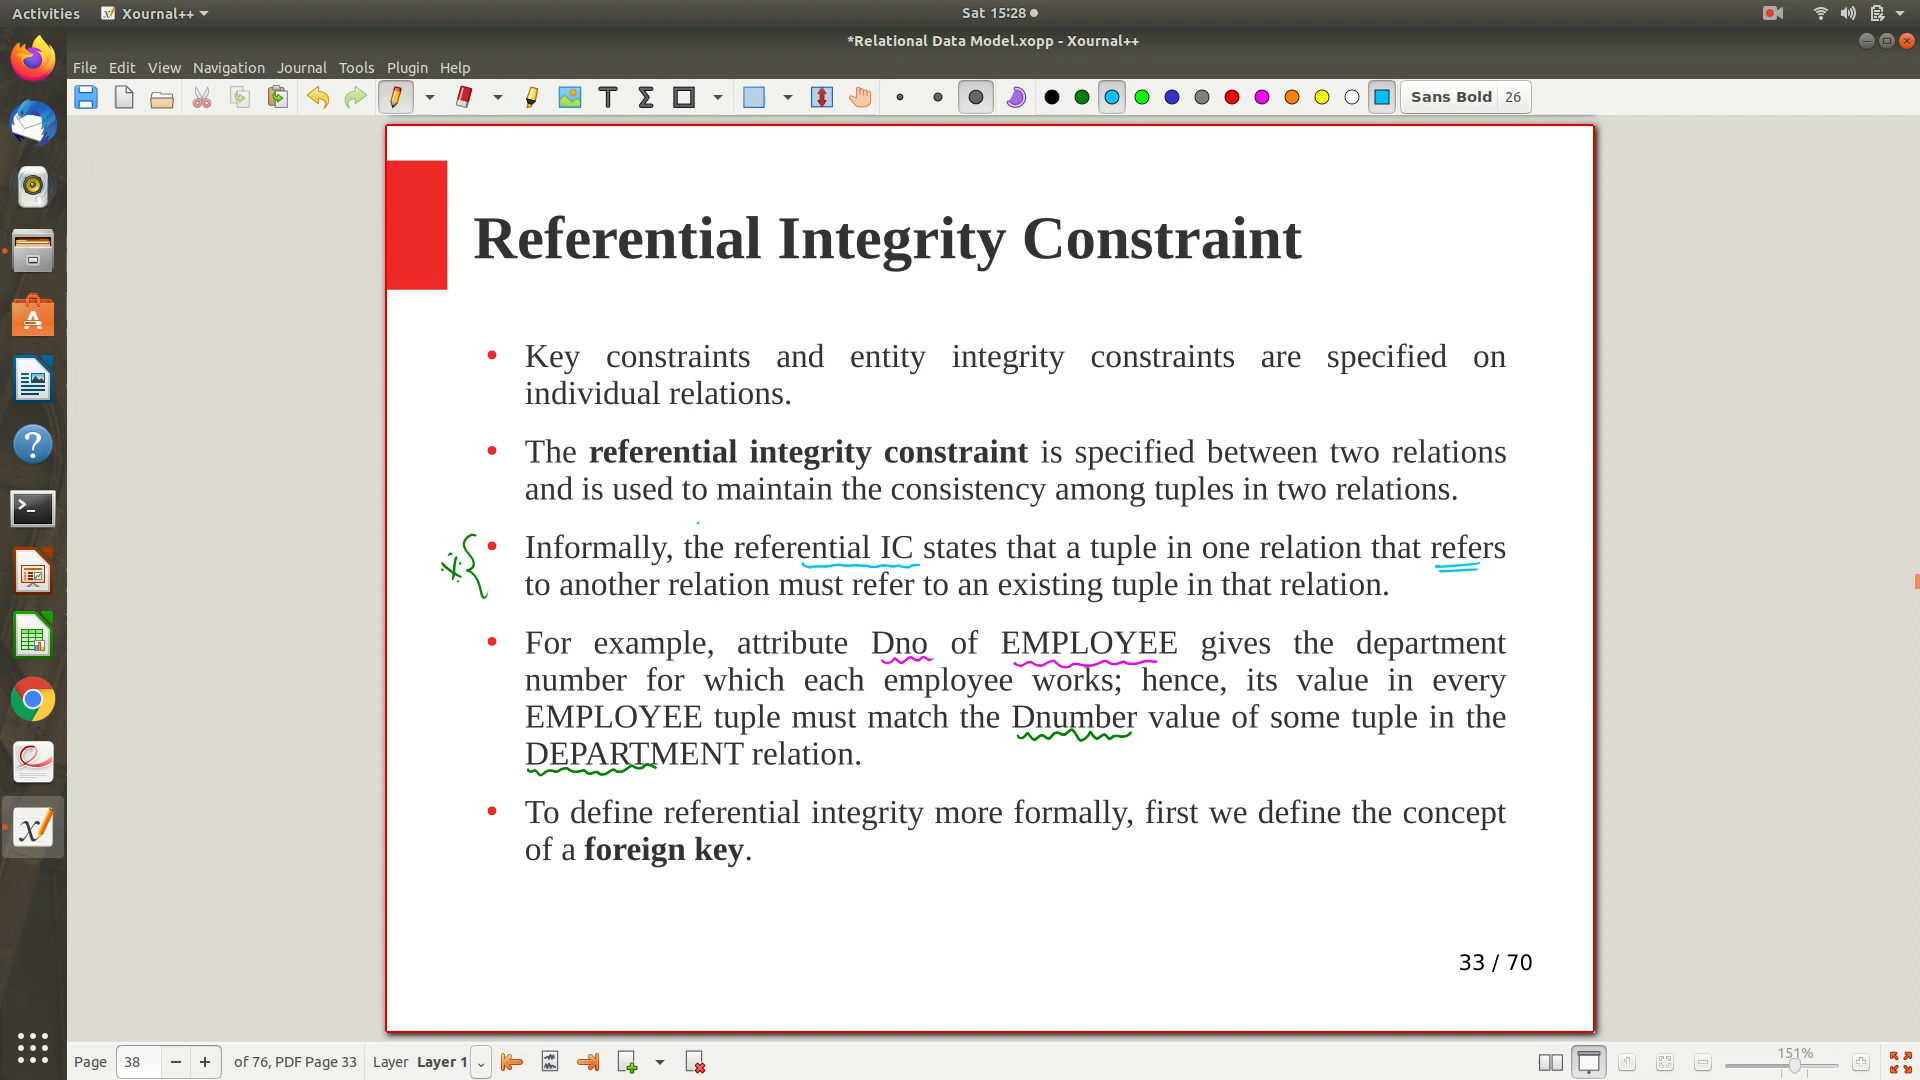 Activities Xournal++ Sat 15:28
*Relational Data Model.xopp - Xournal++
File Edit View Navigation Journal Tools Plugin Help
Sans Bold 26
Referential Integrity Constraint
• Key constraints and entity integrity constraints are specified on
individual relations.
• The referential integrity constraint is specified between two relations
and is used to maintain the consistency among tuples in two relations.
• Informally, the referential IC states that a tuple in one relation that refers
to another relation must refer to an existing tuple in that relation.
• For example, attribute Dno of EMPLOYEE gives the department
number for which each employee works; hence, its value in every
EMPLOYEE tuple must match the Dnumber value of some tuple in the
DEPARTMENT relation.
• To define referential integrity more formally, first we define the concept
of a foreign key.
33 / 70
Page 38 − + of 76, PDF Page 33 Layer Layer 1 151%